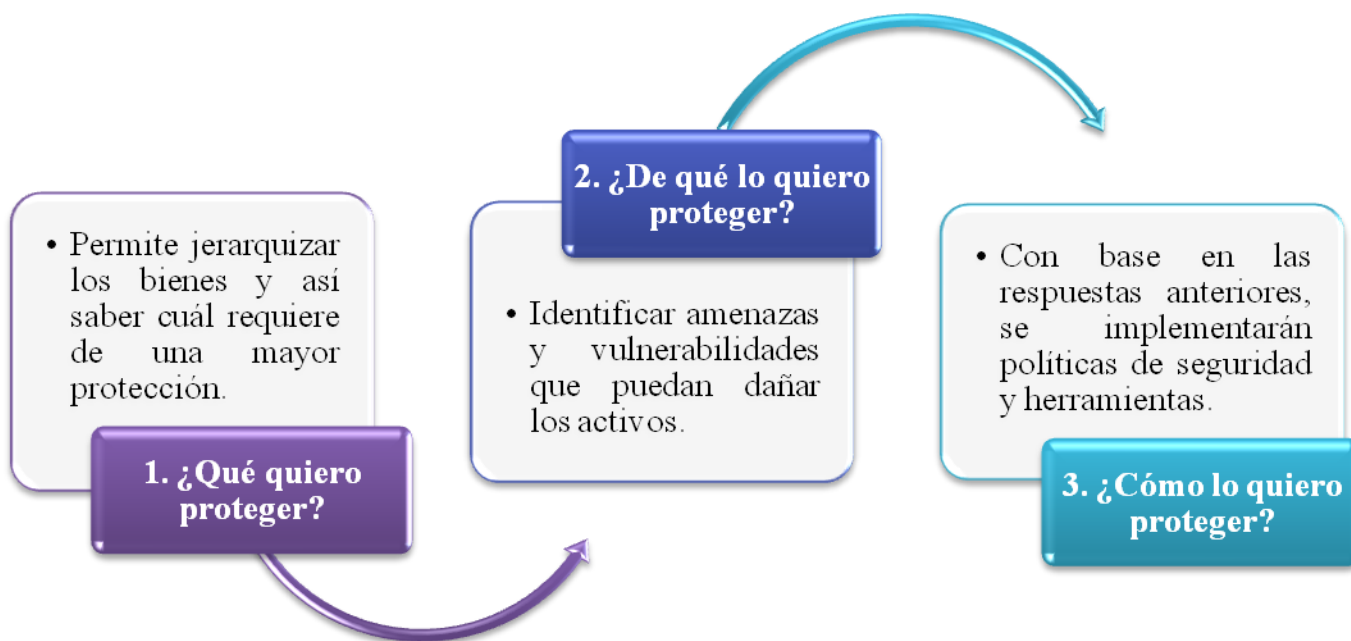 • Permite jerarquizar
los bienes y así
saber cuál requiere
de una mayor
protección.
1. ¿Qué quiero
proteger?
2. ¿De qué lo quiero
proteger?
• Identificar amenazas
y vulnerabilidades
que puedan dañar
los activos.
• Con base en las
respuestas anteriores,
se implementarán
políticas de seguridad
y herramientas.
3. ¿Cómo lo quiero
proteger?